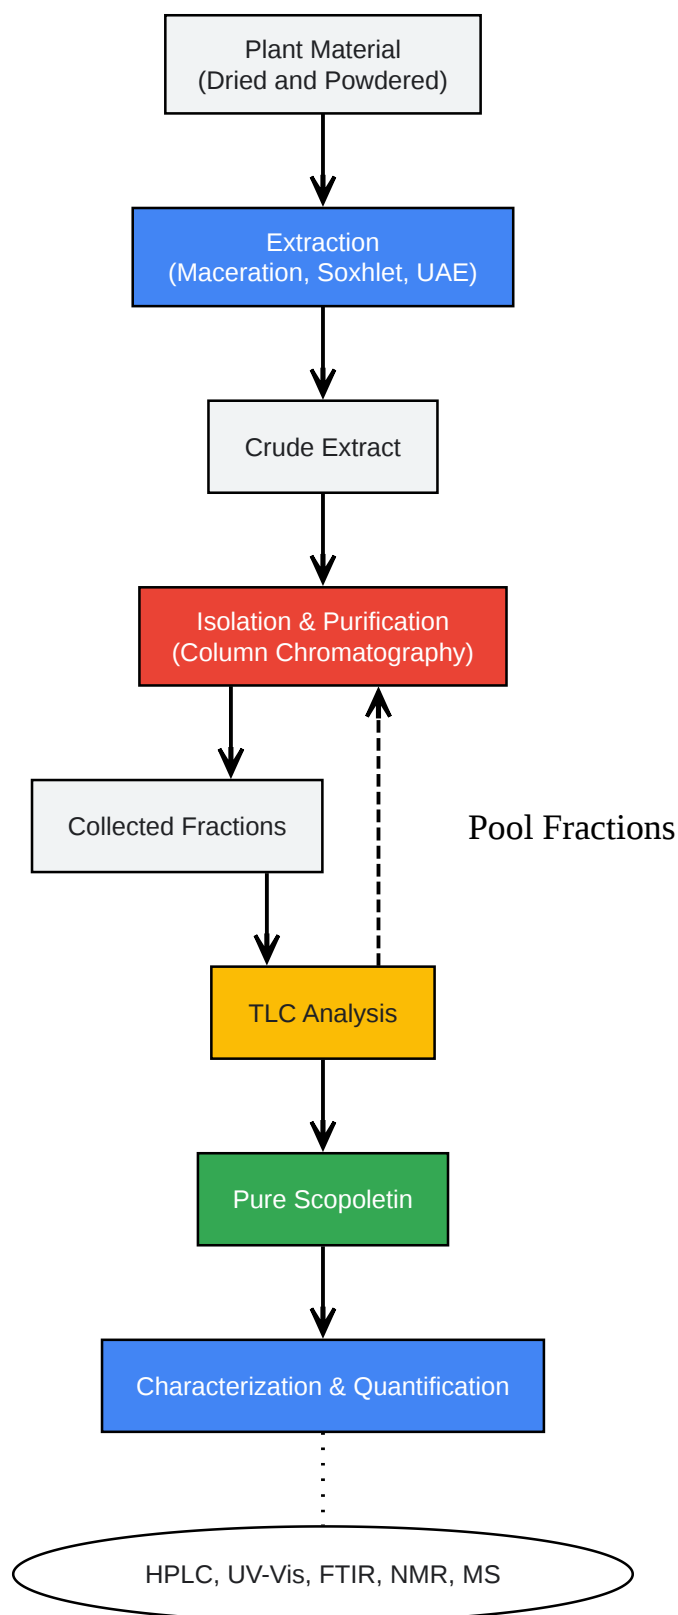 Plant Material
(Dried and Powdered)
Extraction
(Maceration, Soxhlet, UAE)
Crude Extract
Isolation & Purification
(Column Chromatography)
Collected Fractions
Pool Fractions
TLC Analysis
Pure Scopoletin
Characterization & Quantification
HPLC, UV-Vis, FTIR, NMR, MS